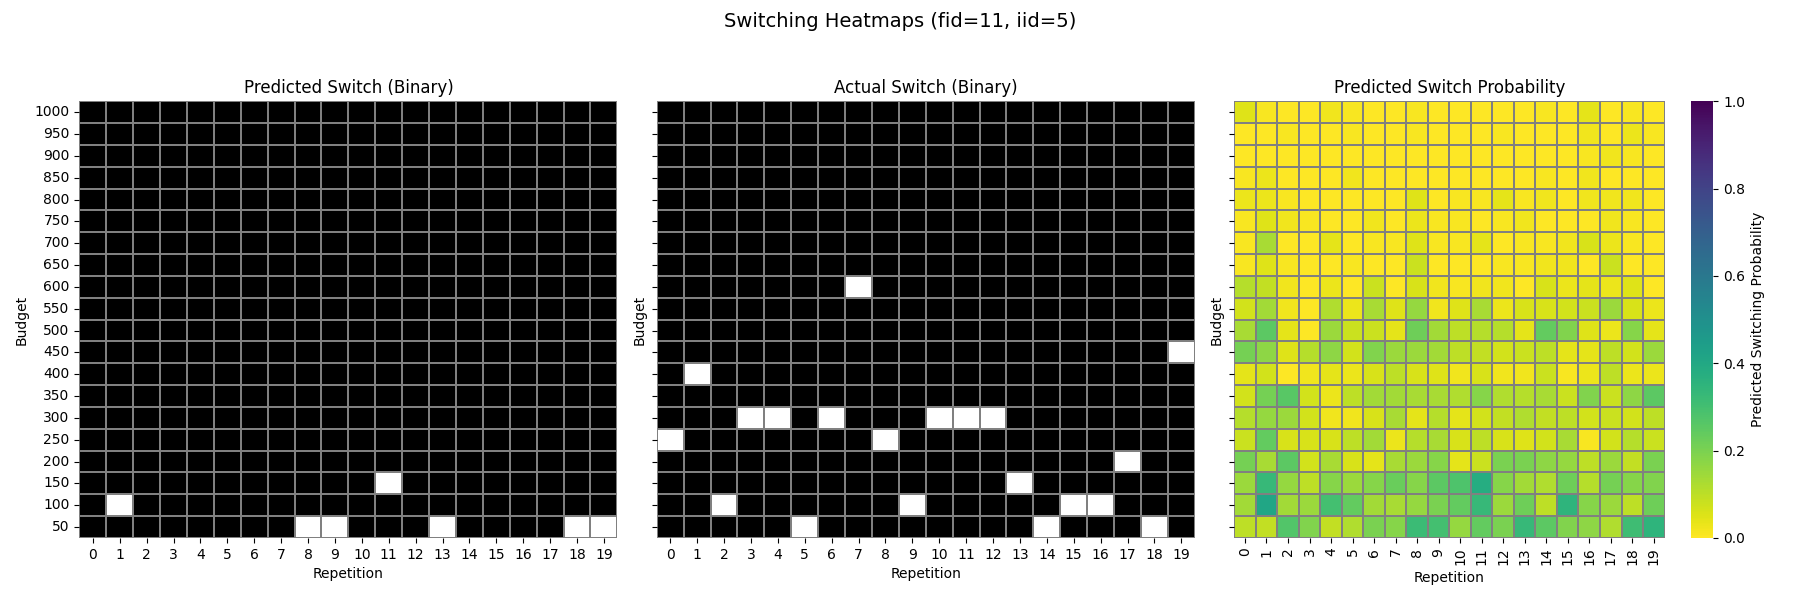 Switching Heatmaps (fid=11, iid=5)
Predicted Switch (Binary)
Budget
1000
950
900
850
800
750
700
650
600
550
500
450
400
350
300
250
200
150
100
50
0 1 2 3 4 5 6 7 8 9 10 11 12 13 14 15 16 17 18 19
Repetition
Actual Switch (Binary)
Budget
0 1 2 3 4 5 6 7 8 9 10 11 12 13 14 15 16 17 18 19
Repetition
Predicted Switch Probability
Budget
0 1 2 3 4 5 6 7 8 9 10 11 12 13 14 15 16 17 18 19
Repetition
1.0
0.8
0.6
0.4
0.2
0.0
Predicted Switching Probability